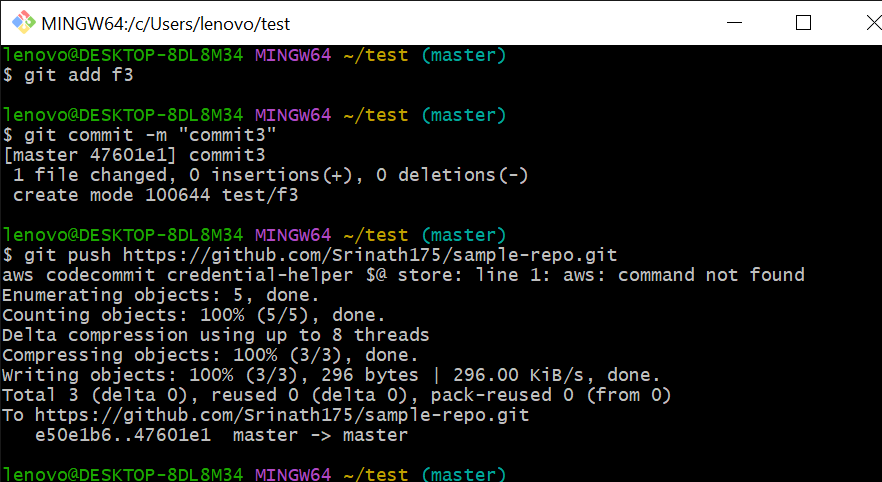 MINGW64:/c/Users/lenovo/test
lenovo@DESKTOP-8DL8M34 MINGW64 ~/test (master)
$ git add f3
lenovo@DESKTOP-8DL8M34 MINGW64 ~/test (master)
$ git commit -m "commit3"
[master 47601e1] commit3
 1 file changed, 0 insertions(+), 0 deletions(-)
 create mode 100644 test/f3
lenovo@DESKTOP-8DL8M34 MINGW64 ~/test (master)
$ git push https://github.com/Srinath175/sample-repo.git
aws codecommit credential-helper $@ store: line 1: aws: command not found
Enumerating objects: 5, done.
Counting objects: 100% (5/5), done.
Delta compression using up to 8 threads
Compressing objects: 100% (3/3), done.
Writing objects: 100% (3/3), 296 bytes | 296.00 KiB/s, done.
Total 3 (delta 0), reused 0 (delta 0), pack-reused 0 (from 0)
To https://github.com/Srinath175/sample-repo.git
   e50e1b6..47601e1  master -> master
lenovo@DESKTOP-8DL8M34 MINGW64 ~/test (master)